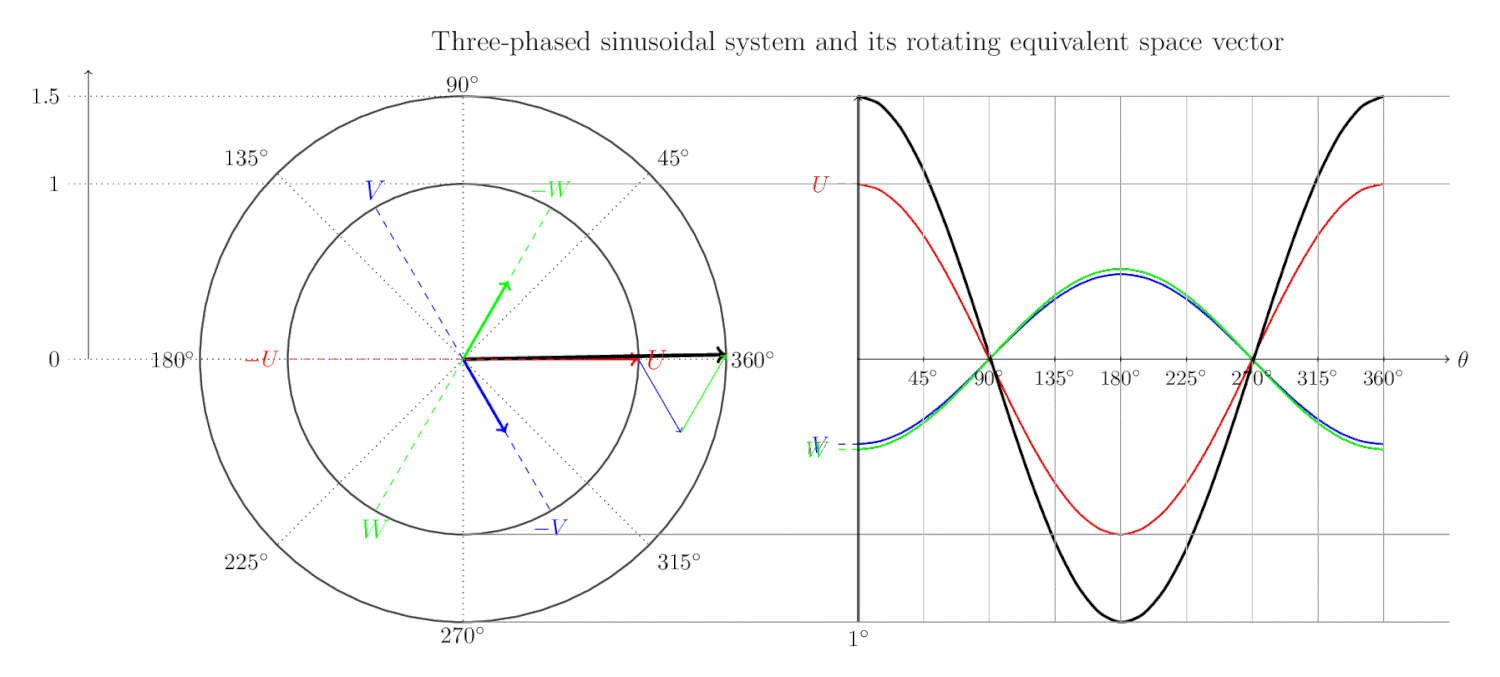 Three-phased sinusoidal system and its rotating equivalent space vector
90°
1.5
135°
45°
1
V
−W
U
0
180°
−U
U
360°
θ
45°
90°
135°
180°
225°
270°
315°
360°
V
W
W
−V
225°
315°
270°
1°